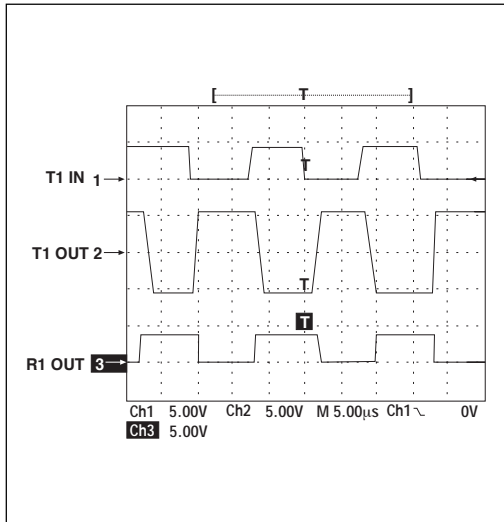 [ T ]
T1 IN 1
T
T1 OUT 2
T
T
R1 OUT 3
Ch1 5.00V Ch2 5.00V M 5.00µs Ch1 0V
Ch3 5.00V